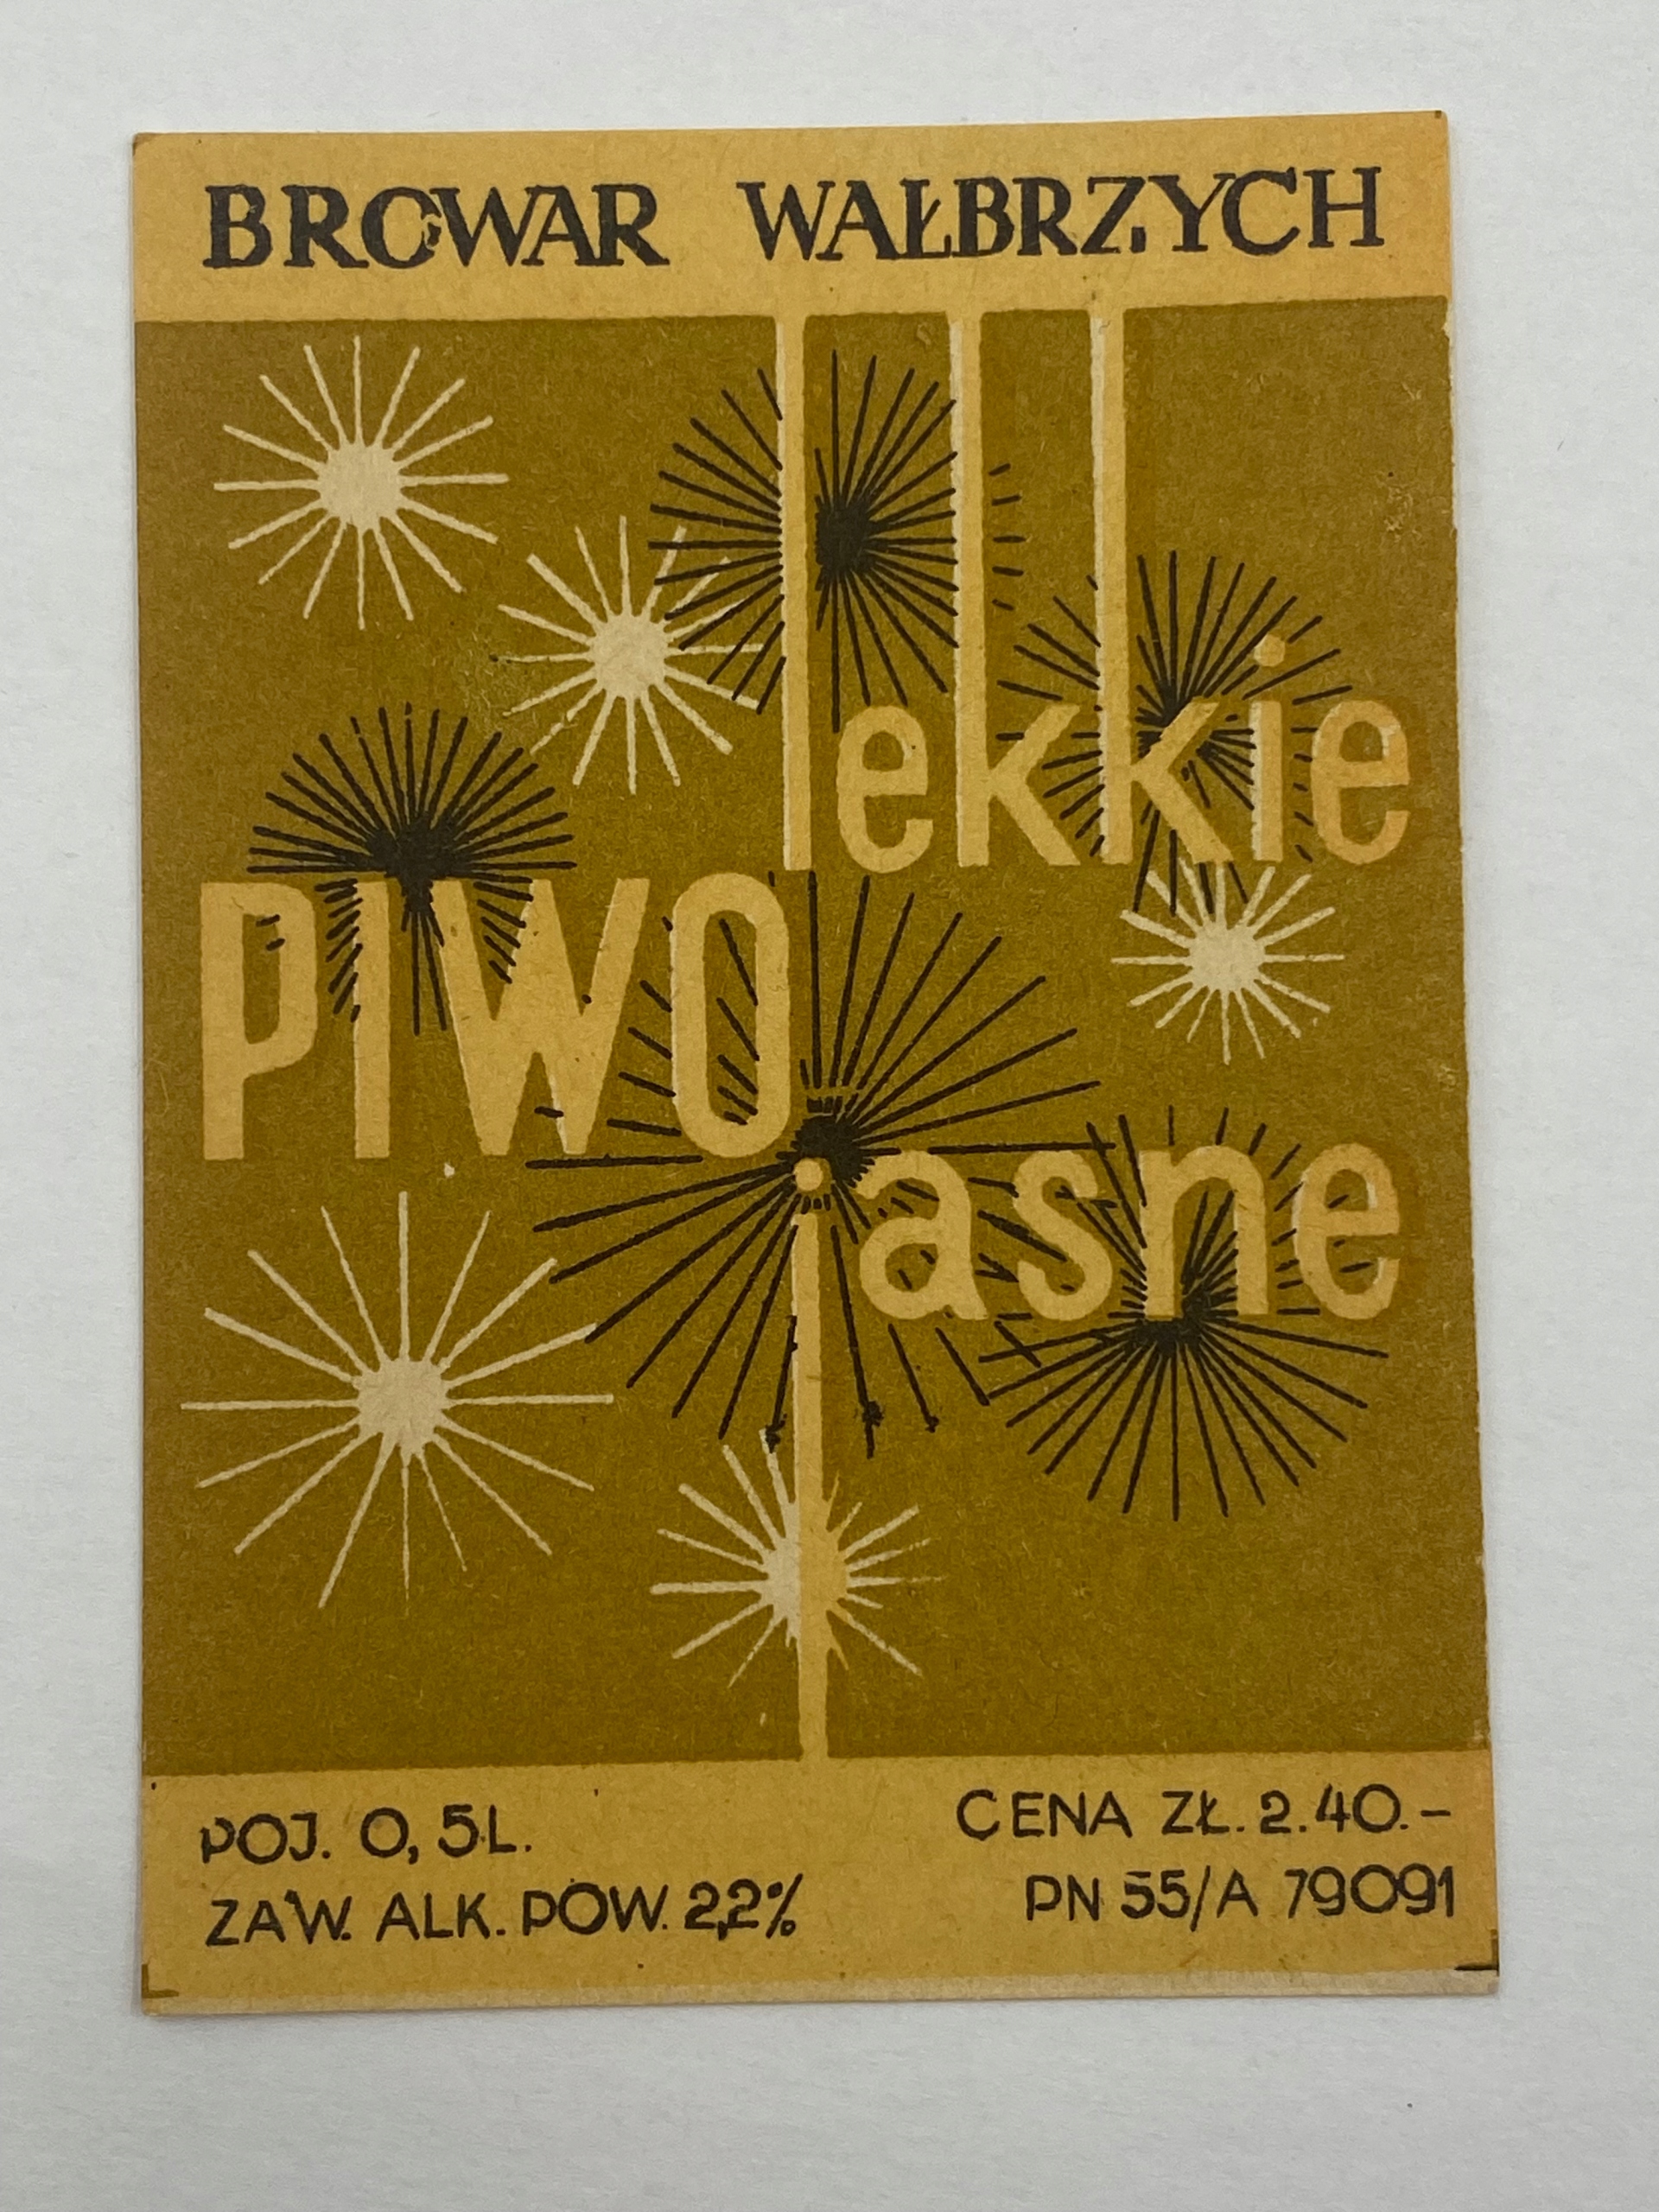 BROWAR WAŁBRZYCH
lekkie
PIWO
jasne
POJ. 0,5L.
CENA ZŁ. 2.40.-
ZAW. ALK. POW. 2,2%
PN 55/A 79091